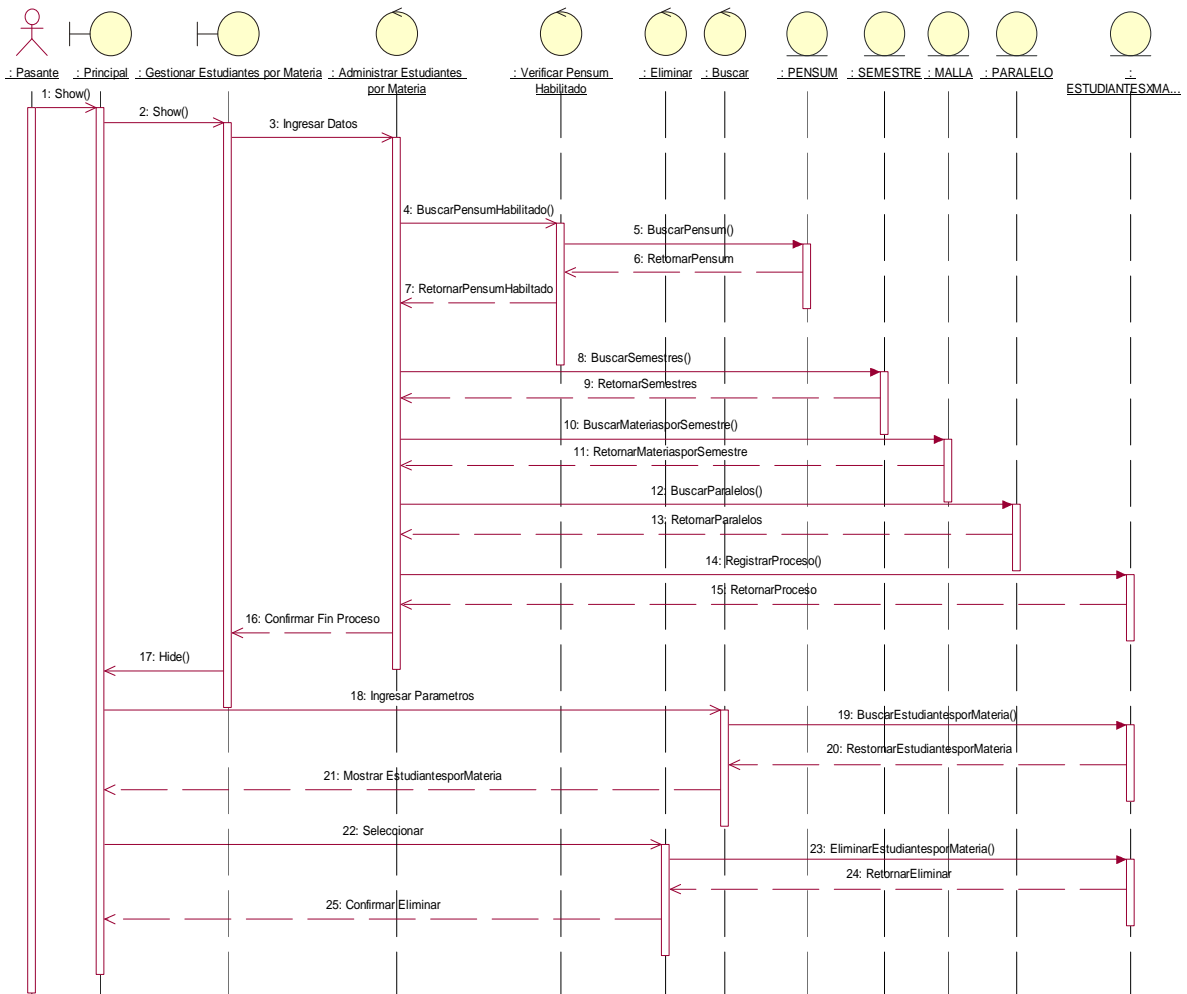 : Pasante
: Principal
: Gestionar Estudiantes por Materia
: Administrar Estudiantes
por Materia
: Verificar Pensum
Habilitado
: Eliminar
: Buscar
: PENSUM
: SEMESTRE
: MALLA
: PARALELO
:
ESTUDIANTESXMA...
1: Show()
2: Show()
3: Ingresar Datos
4: BuscarPensumHabilitado()
5: BuscarPensum()
6: RetornarPensum
7: RetornarPensumHabiltado
8: BuscarSemestres()
9: RetornarSemestres
10: BuscarMateriasporSemestre()
11: RetornarMateriasporSemestre
12: BuscarParalelos()
13: RetornarParalelos
14: RegistrarProceso()
15: RetornarProceso
16: Confirmar Fin Proceso
17: Hide()
18: Ingresar Parametros
19: BuscarEstudiantesporMateria()
20: RestornarEstudiantesporMateria
21: Mostrar EstudiantesporMateria
22: Seleccionar
23: EliminarEstudiantesporMateria()
24: RetornarEliminar
25: Confirmar Eliminar